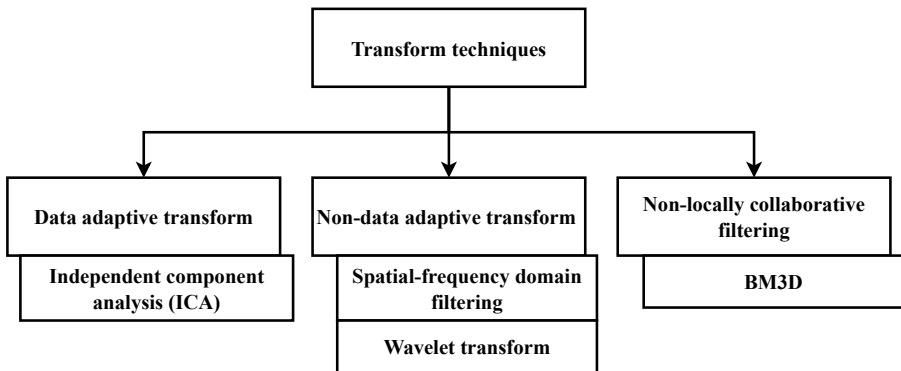 Transform techniques
Data adaptive transform
Independent component
analysis (ICA)
Non-data adaptive transform
Spatial-frequency domain
filtering
Wavelet transform
Non-locally collaborative
filtering
BM3D